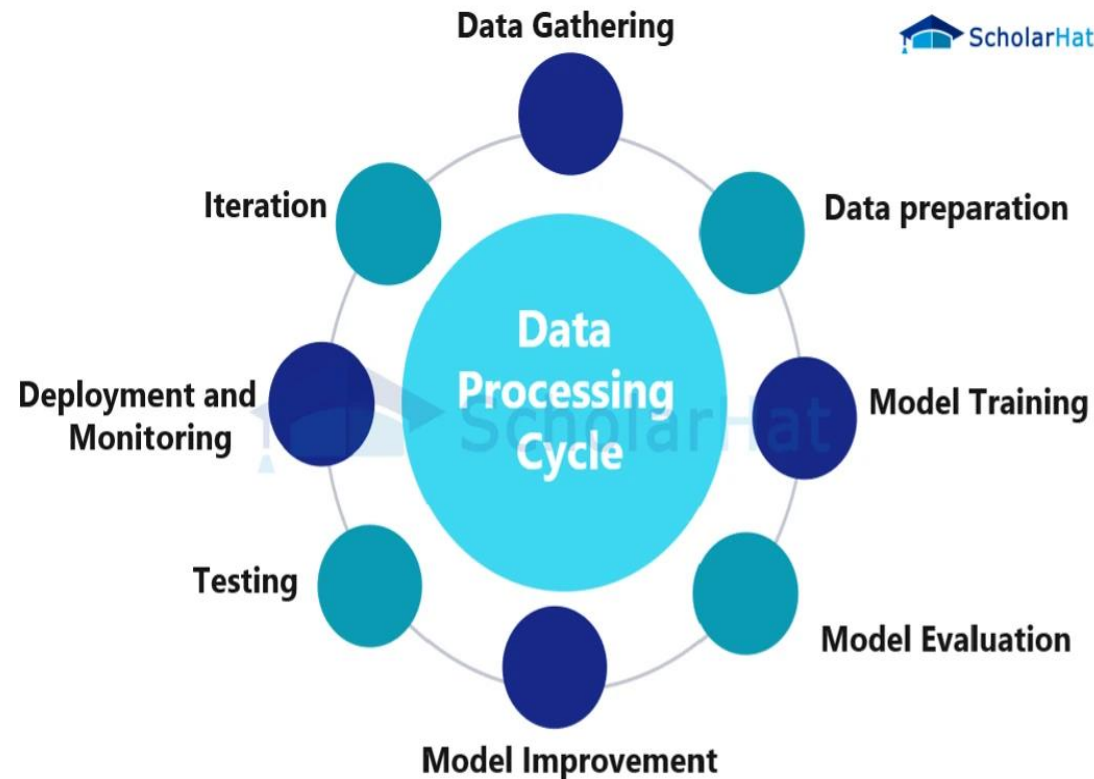 Data Gathering
ScholarHat
Iteration
Data preparation
Data
Processing
Cycle
ScholarHat
Deployment and
Monitoring
Model Training
Testing
Model Evaluation
Model Improvement